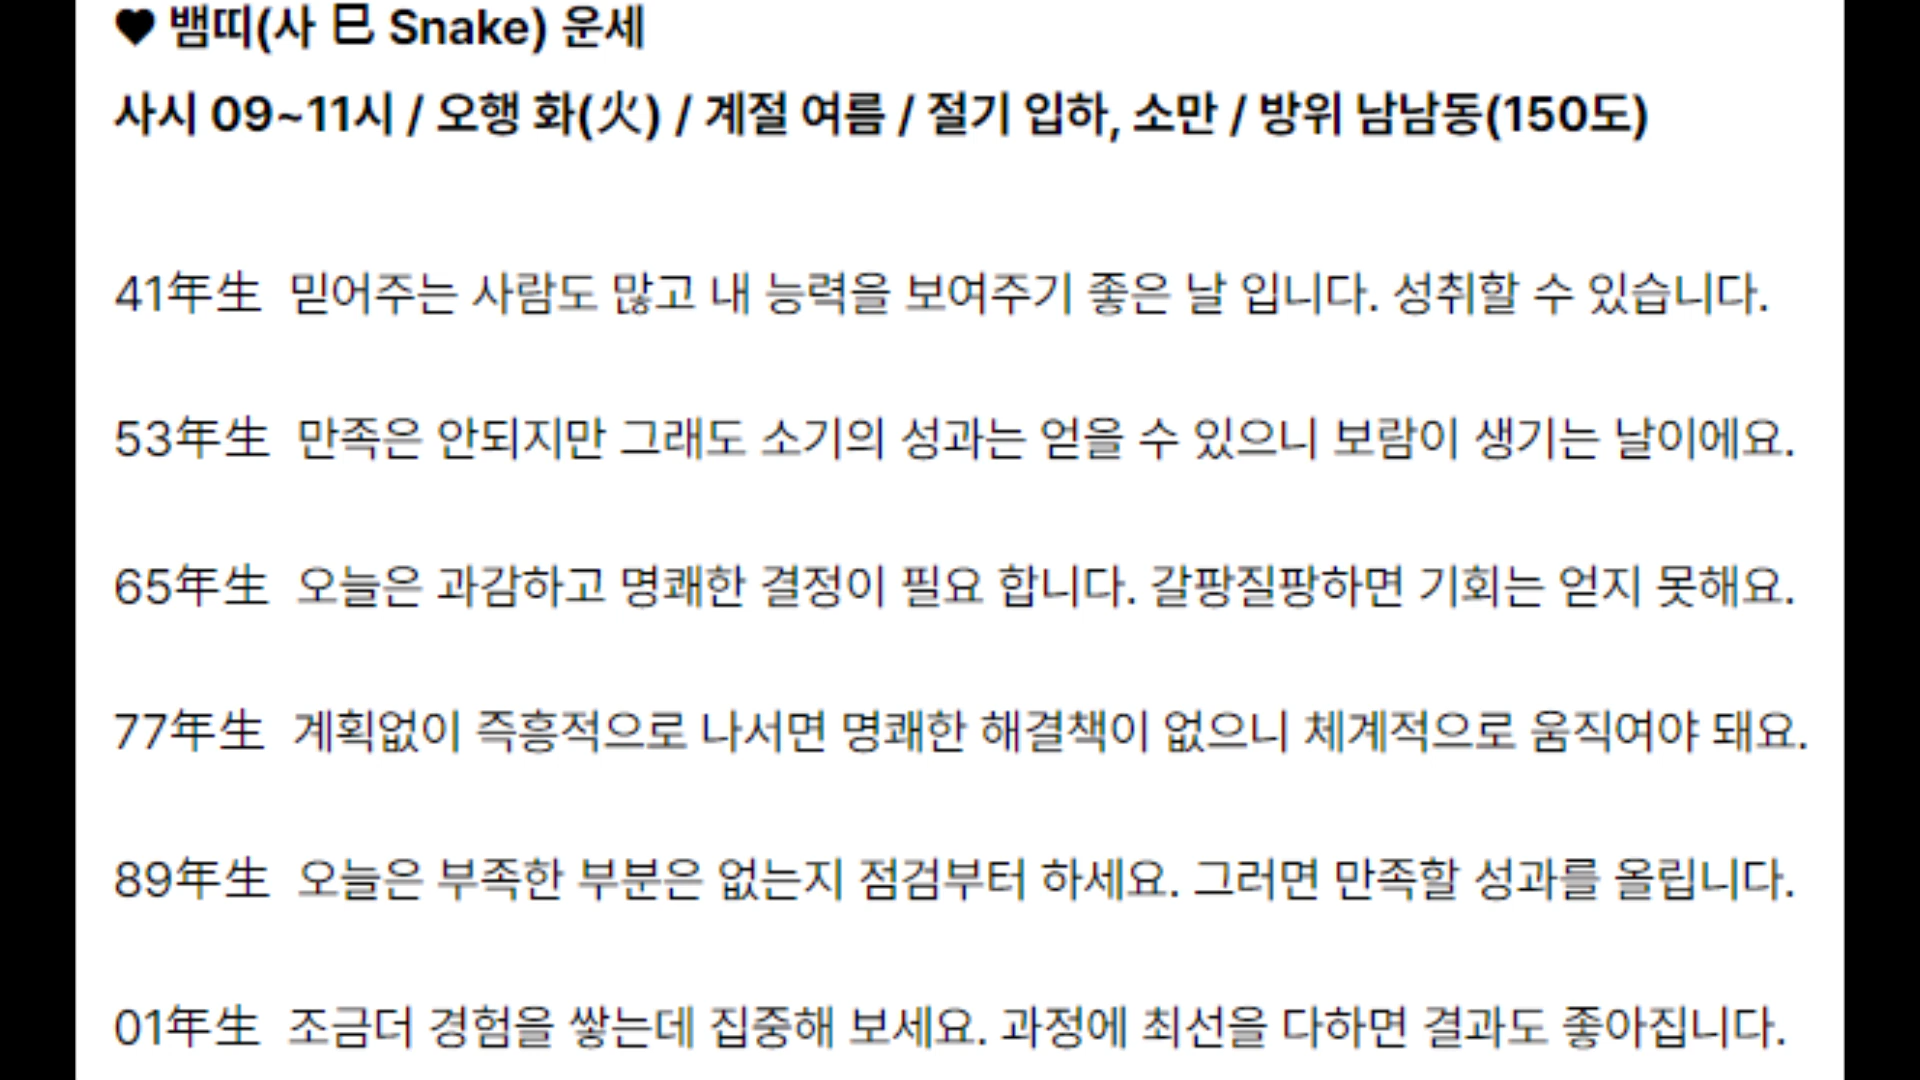 ♥ 뱀띠(사 巳 Snake) 운세
사시 09~11시 / 오행 화(火) / 계절 여름 / 절기 입하, 소만 / 방위 남남동(150도)
41年生 믿어주는 사람도 많고 내 능력을 보여주기 좋은 날 입니다. 성취할 수 있습니다.
53年生 만족은 안되지만 그래도 소기의 성과는 얻을 수 있으니 보람이 생기는 날이에요.
65年生 오늘은 과감하고 명쾌한 결정이 필요 합니다. 갈팡질팡하면 기회는 얻지 못해요.
77年生 계획없이 즉흥적으로 나서면 명쾌한 해결책이 없으니 체계적으로 움직여야 돼요.
89年生 오늘은 부족한 부분은 없는지 점검부터 하세요. 그러면 만족할 성과를 올립니다.
01年生 조금더 경험을 쌓는데 집중해 보세요. 과정에 최선을 다하면 결과도 좋아집니다.